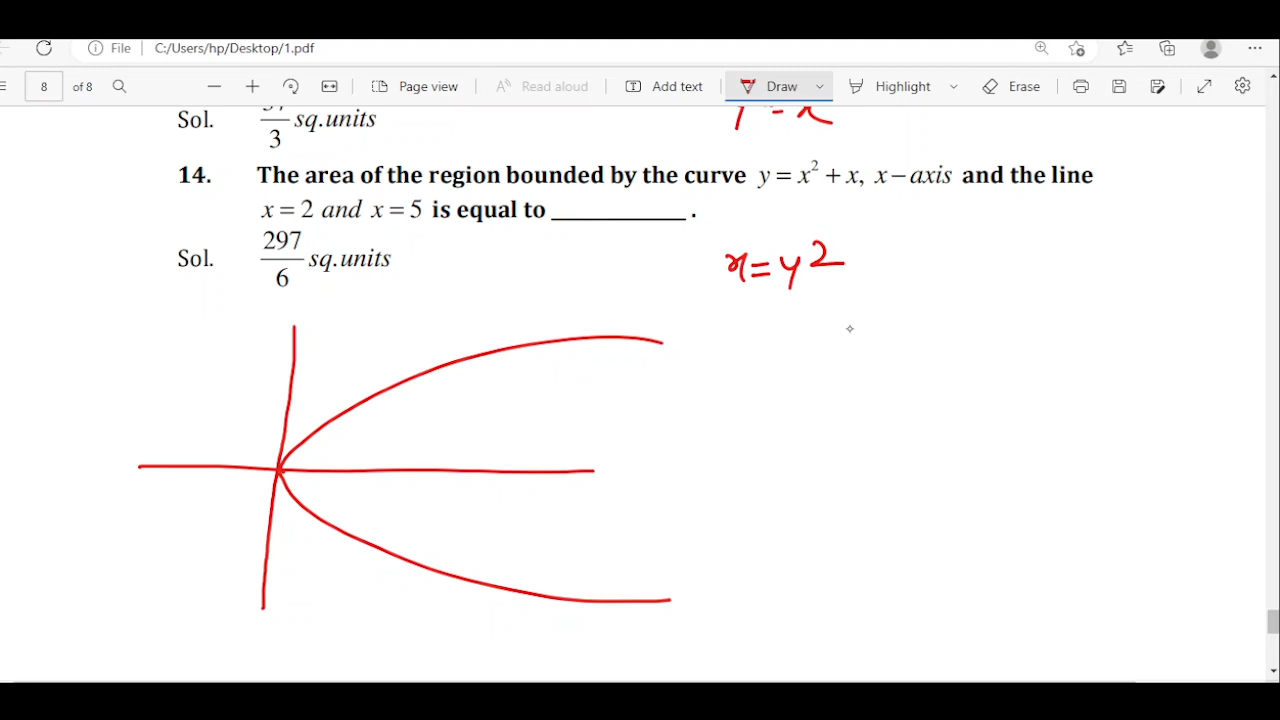 File C:/Users/hp/Desktop/1.pdf
8 of 8 Page view Read aloud Add text Draw Highlight Erase
Sol. 3 sq.units
14. The area of the region bounded by the curve y = x² + x, x − axis and the line
x = 2 and x = 5 is equal to ___________ .
Sol. 297/6 sq.units
x = y²